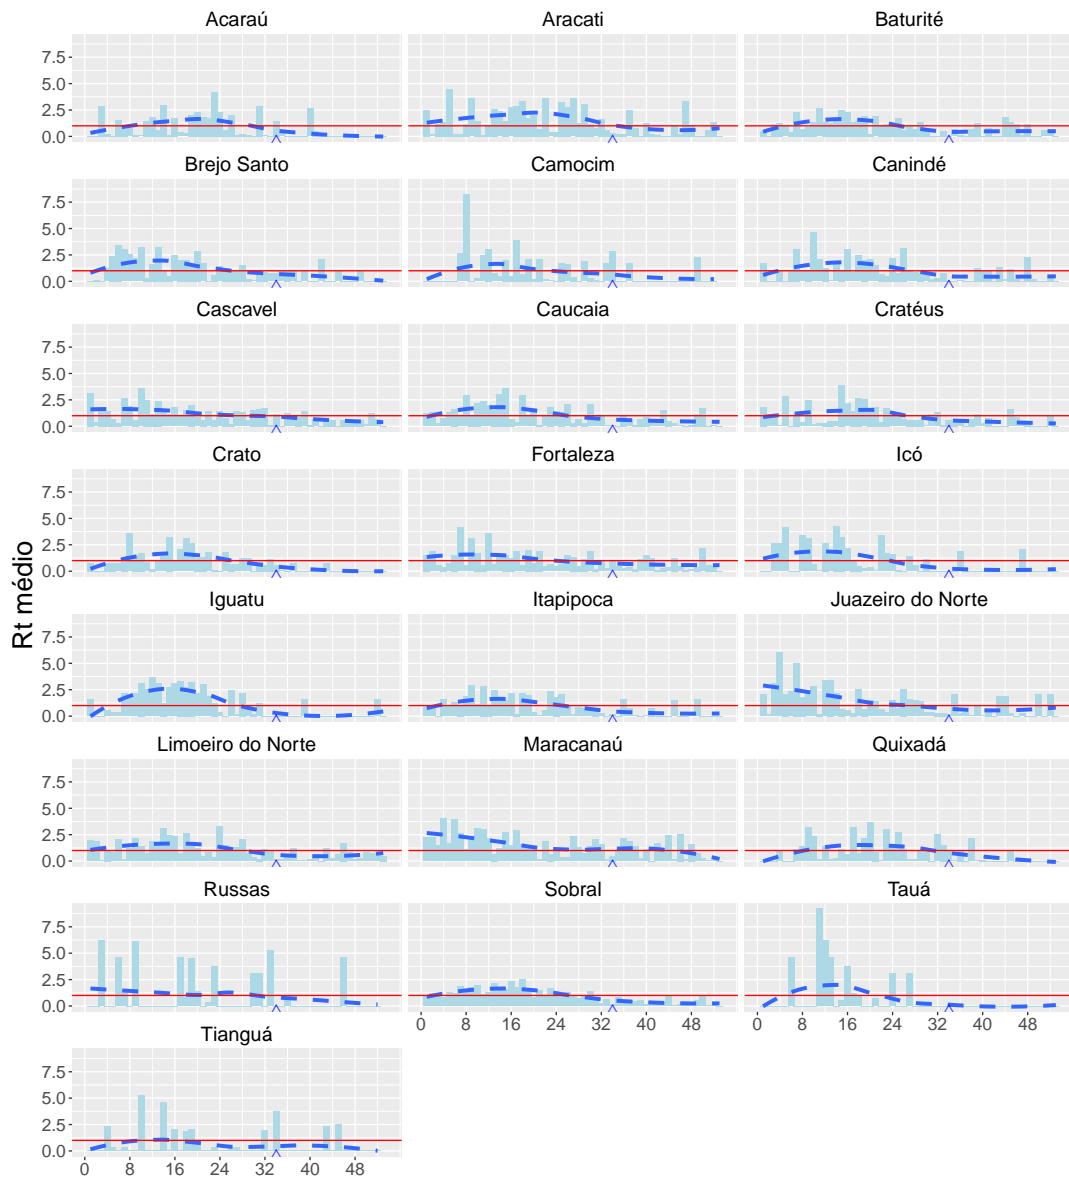 Acaraú Aracati Baturité
7.5
5.0
2.5
0.0
Brejo Santo Camocim Canindé
7.5
5.0
2.5
0.0
Cascavel Caucaia Cratéus
7.5
5.0
2.5
0.0
Crato Fortaleza Icó
7.5
5.0
2.5
0.0
Rt médio
Iguatu Itapipoca Juazeiro do Norte
7.5
5.0
2.5
0.0
Limoeiro do Norte Maracanaú Quixadá
7.5
5.0
2.5
0.0
Russas Sobral Tauá
7.5
5.0
2.5
0.0
0 8 16 24 32 40 48 0 8 16 24 32 40 48
Tianguá
7.5
5.0
2.5
0.0
0 8 16 24 32 40 48